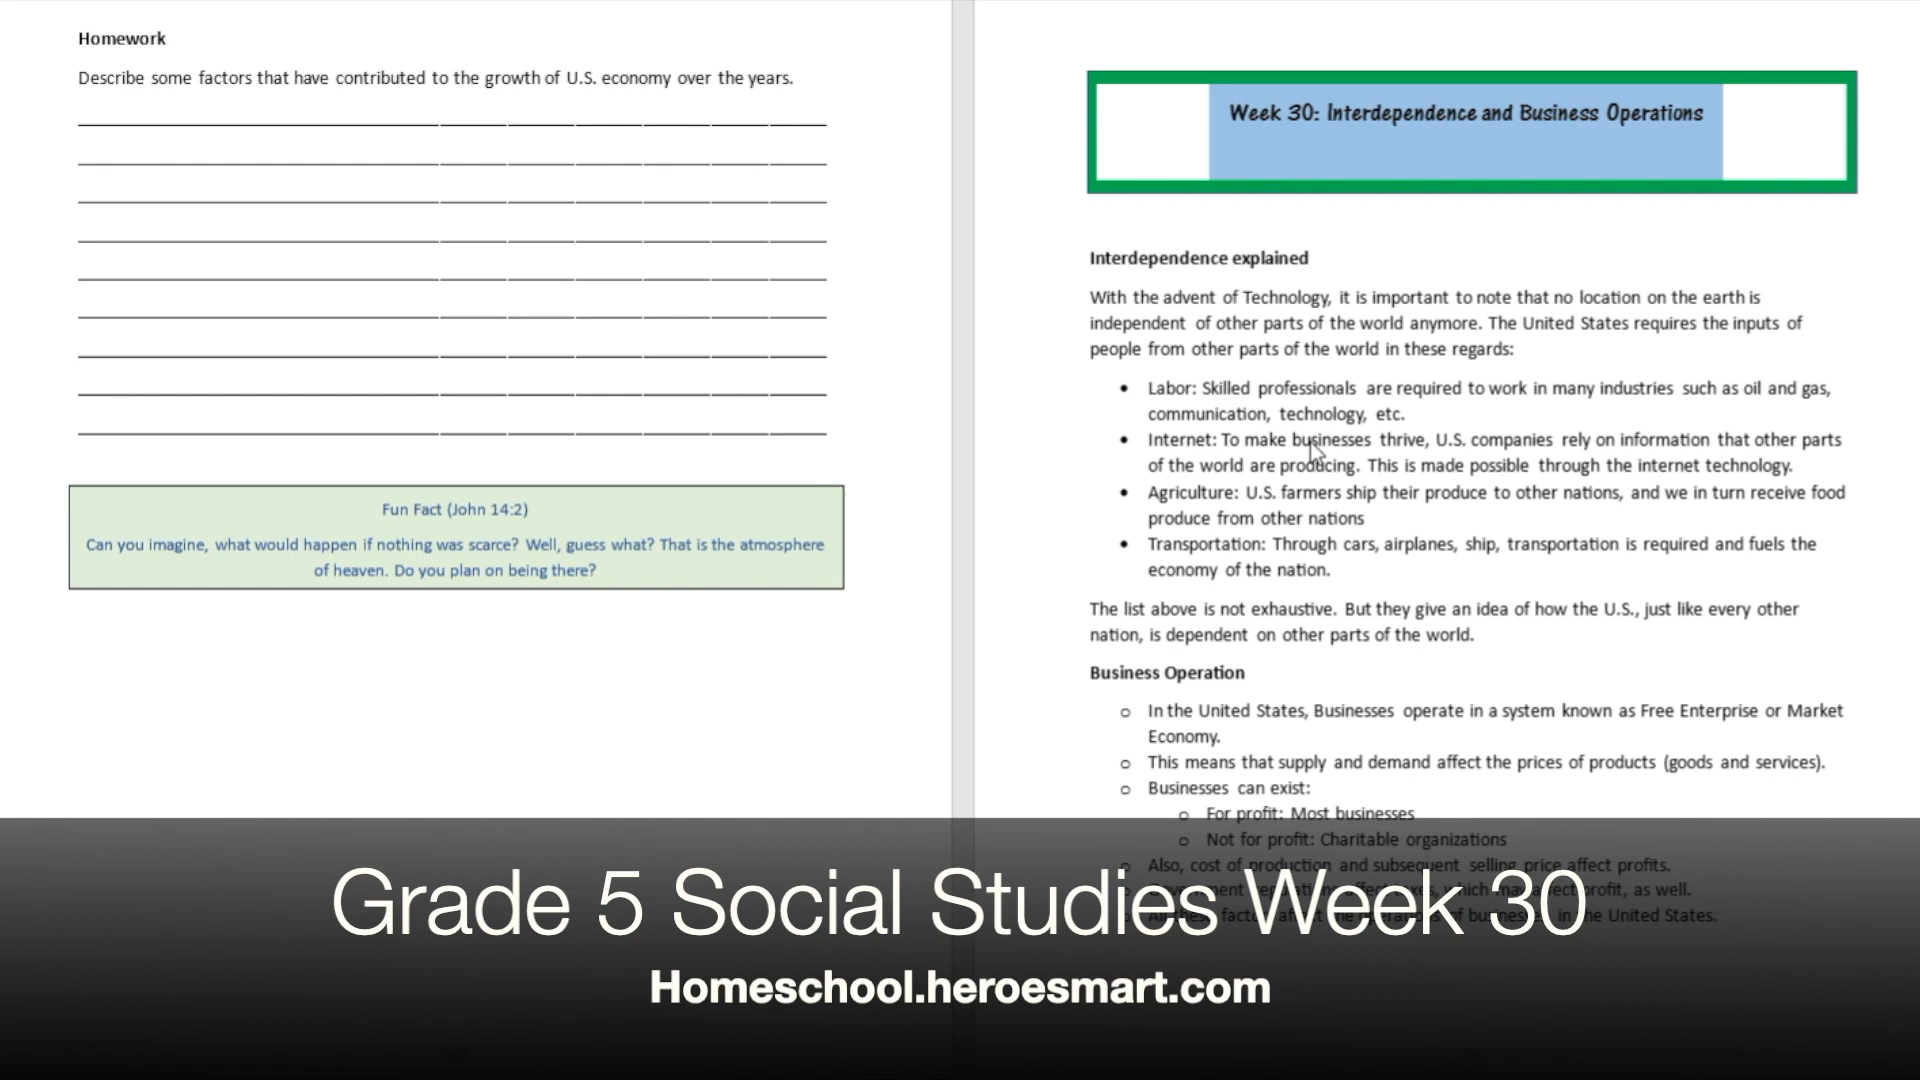 Homework
Describe some factors that have contributed to the growth of U.S. economy over the years.
Fun Fact (John 14:2)
Can you imagine, what would happen if nothing was scarce? Well, guess what? That is the atmosphere
of heaven. Do you plan on being there?
Week 30: Interdependence and Business Operations
Interdependence explained
With the advent of Technology, it is important to note that no location on the earth is
independent of other parts of the world anymore. The United States requires the inputs of
people from other parts of the world in these regards:
• Labor: Skilled professionals are required to work in many industries such as oil and gas,
communication, technology, etc.
• Internet: To make businesses thrive, U.S. companies rely on information that other parts
of the world are producing. This is made possible through the internet technology.
• Agriculture: U.S. farmers ship their produce to other nations, and we in turn receive food
produce from other nations
• Transportation: Through cars, airplanes, ship, transportation is required and fuels the
economy of the nation.
The list above is not exhaustive. But they give an idea of how the U.S., just like every other
nation, is dependent on other parts of the world.
Business Operation
o In the United States, Businesses operate in a system known as Free Enterprise or Market
Economy.
o This means that supply and demand affect the prices of products (goods and services).
o Businesses can exist:
o For profit: Most businesses
o Not for profit: Charitable organizations
o Also, cost of production and subsequent selling price affect profits.
which may affect profit, as well.
in the United States.
Grade 5 Social Studies Week 30
Homeschool.heroesmart.com